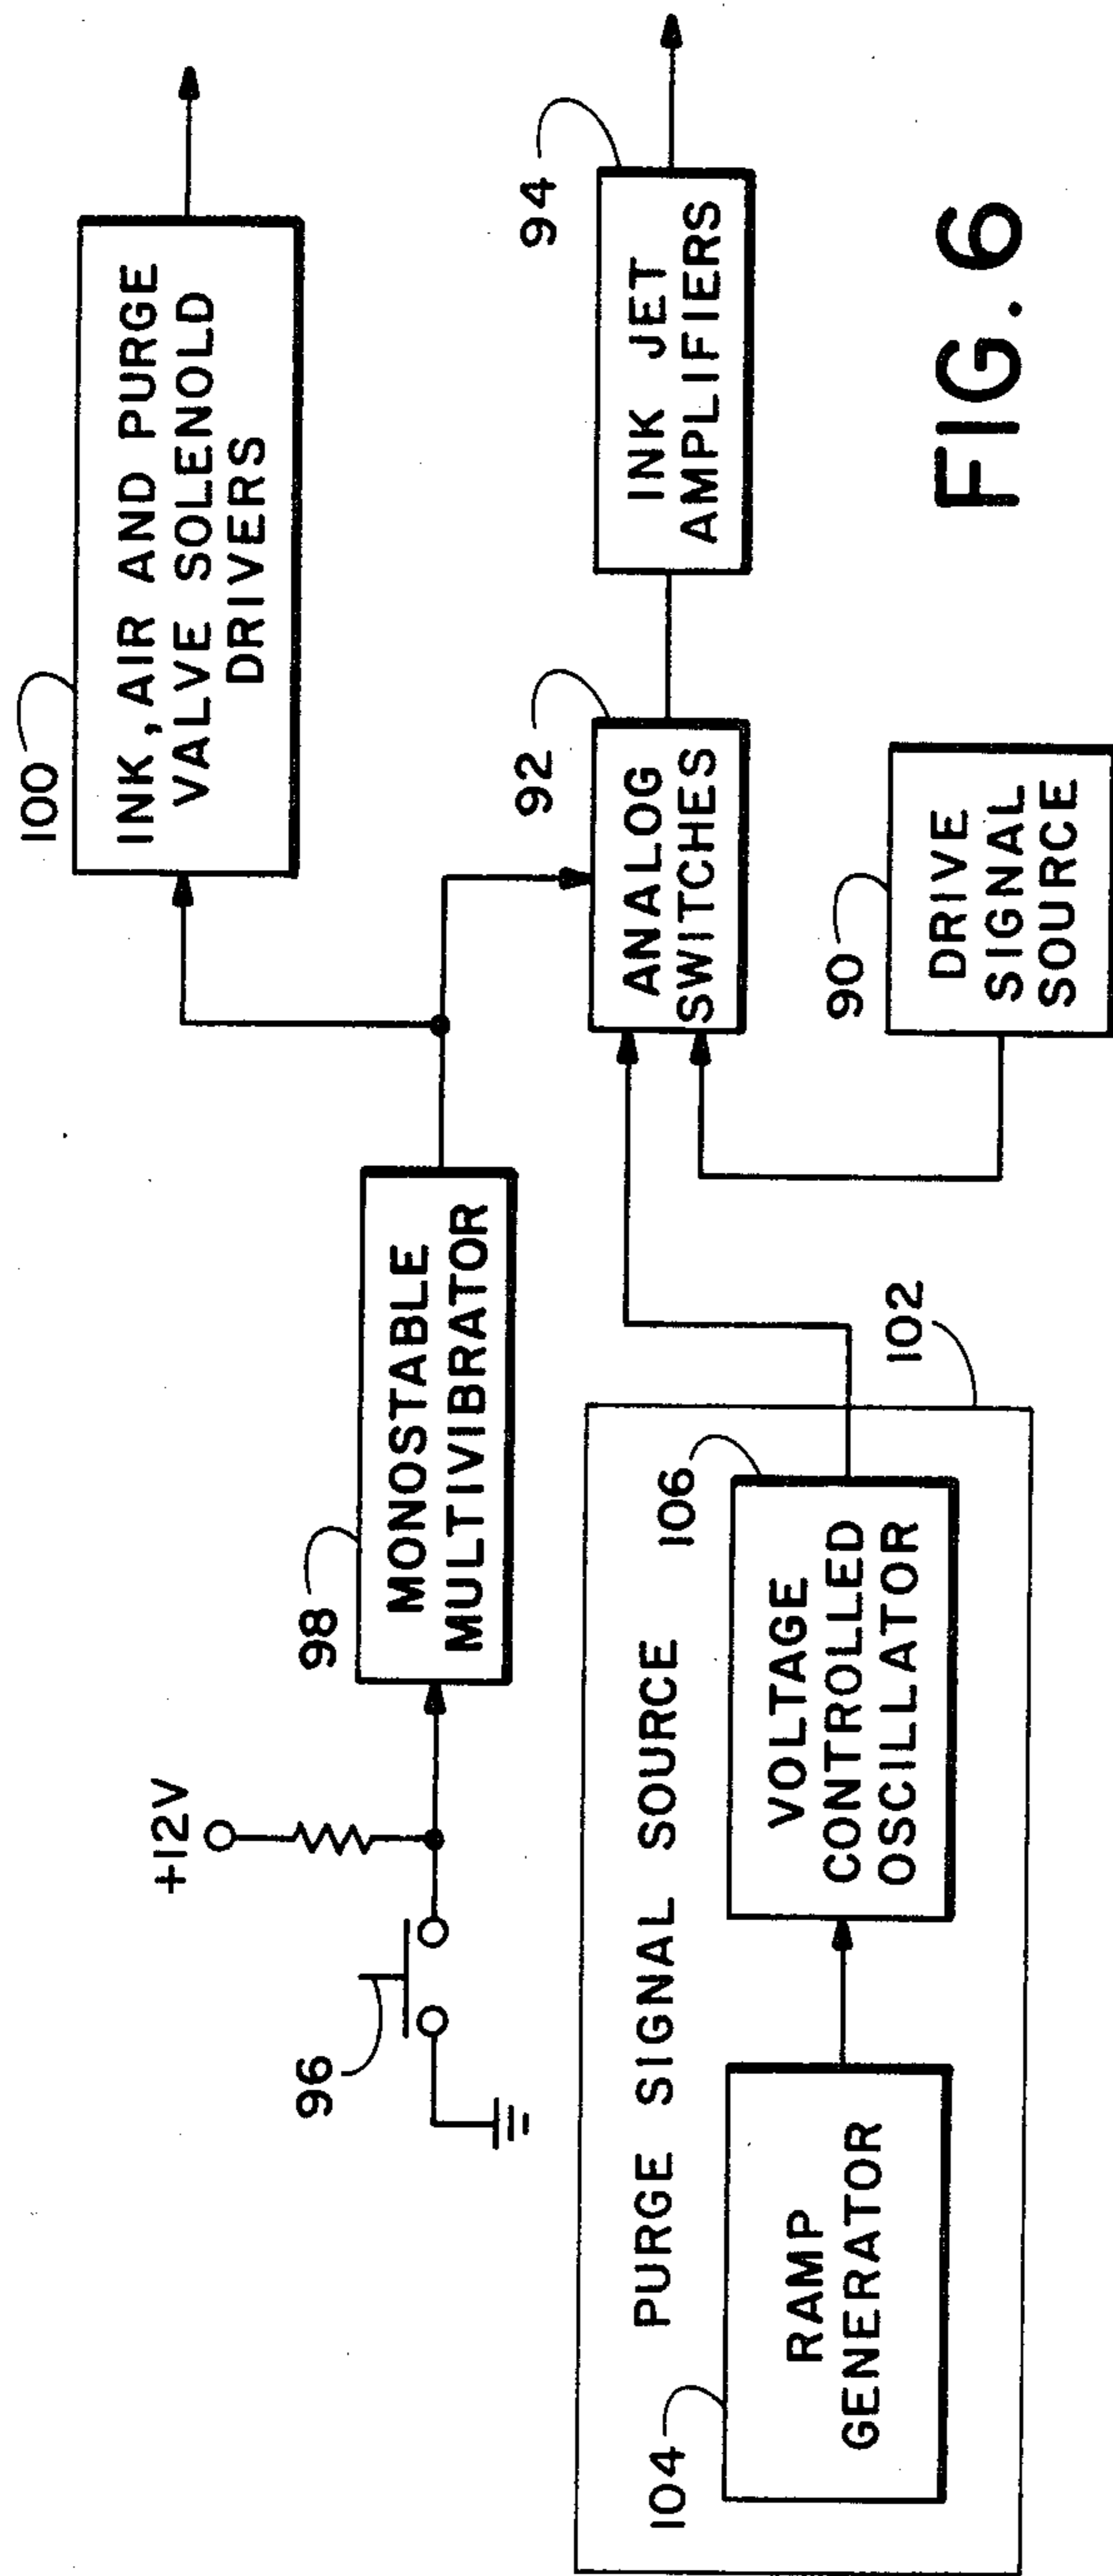 100
INK, AIR AND PURGE
VALVE SOLENOLD
DRIVERS
+12V
96
98
MONOSTABLE
MULTIVIBRATOR
92
ANALOG
SWITCHES
94
INK JET
AMPLIFIERS
PURGE SIGNAL SOURCE
102
104
RAMP
GENERATOR
106
VOLTAGE
CONTROLLED
OSCILLATOR
90
DRIVE
SIGNAL
SOURCE
FIG. 6